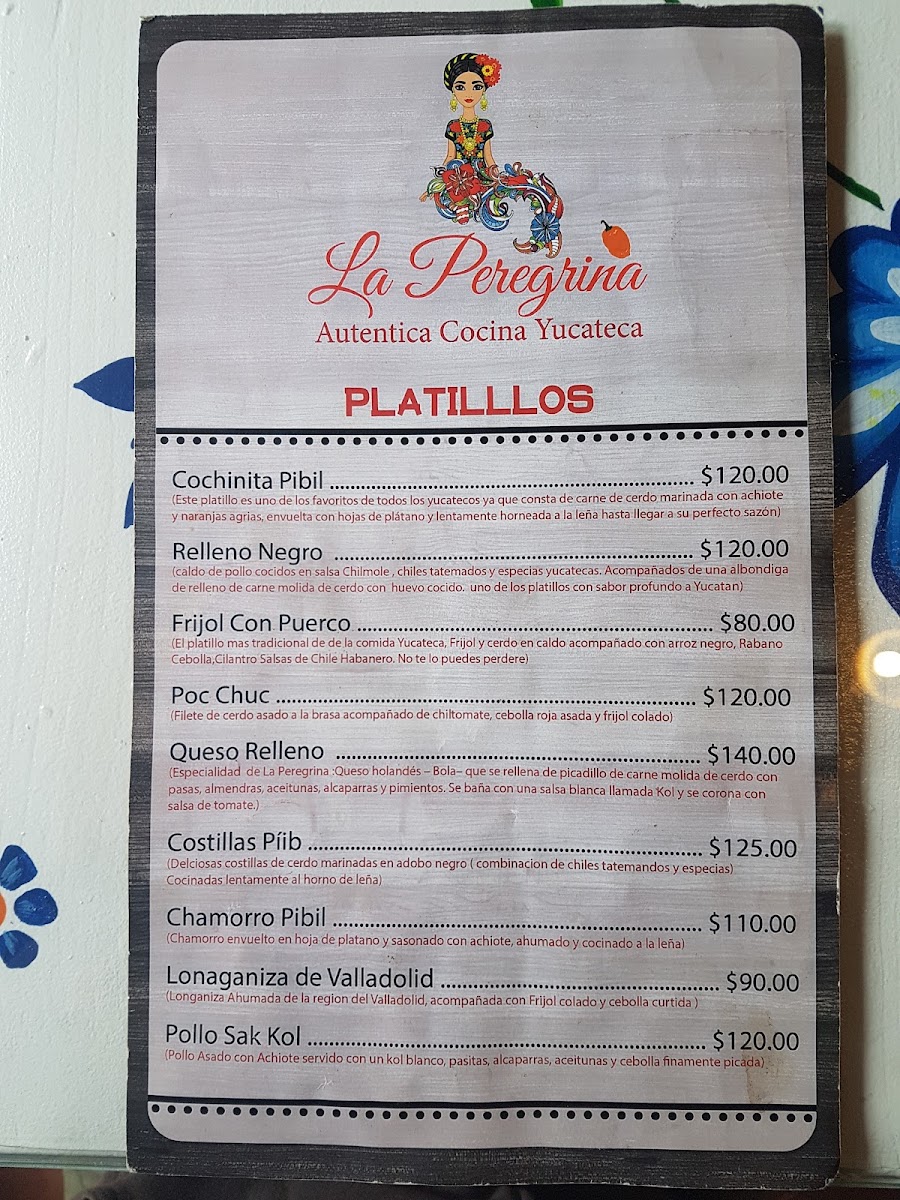 La Peregrina
Autentica Cocina Yucateca
PLATILLLOS
Cochinita Pibil ........ $120.00
(Este platillo es uno de los favoritos de todos los yucatecos ya que consta de carne de cerdo marinada con achiote
y naranjas agrias, envuelta con hojas de plátano y lentamente horneada a la leña hasta llegar a su perfecto sazón)
Relleno Negro ........ $120.00
(caldo de pollo cocidos en salsa Chilmole , chiles tatemados y especias yucatecas. Acompañados de una albondiga
de relleno de carne molida de cerdo con huevo cocido. uno de los platillos con sabor profundo a Yucatan)
Frijol Con Puerco ........ $80.00
(El platillo mas tradicional de de la comida Yucateca, Frijol y cerdo en caldo acompañado con arroz negro, Rabano
Cebolla,Cilantro Salsas de Chile Habanero. No te lo puedes perdere)
Poc Chuc ........ $120.00
(Filete de cerdo asado a la brasa acompañado de chiltomate, cebolla roja asada y frijol colado)
Queso Relleno ........ $140.00
(Especialidad de La Peregrina :Queso holandés – Bola– que se rellena de picadillo de carne molida de cerdo con
pasas, almendras, aceitunas, alcaparras y pimientos. Se baña con una salsa blanca llamada Kol y se corona con
salsa de tomate.)
Costillas Píib ........ $125.00
(Delciosas costillas de cerdo marinadas en adobo negro ( combinacion de chiles tatemandos y especias)
Cocinadas lentamente al horno de leña)
Chamorro Pibil ........ $110.00
(Chamorro envuelto en hoja de platano y sasonado con achiote, ahumado y cocinado a la leña)
Lonaganiza de Valladolid ........ $90.00
(Longaniza Ahumada de la region del Valladolid, acompañada con Frijol colado y cebolla curtida )
Pollo Sak Kol ........ $120.00
(Pollo Asado con Achiote servido con un kol blanco, pasitas, alcaparras, aceitunas y cebolla finamente picada)